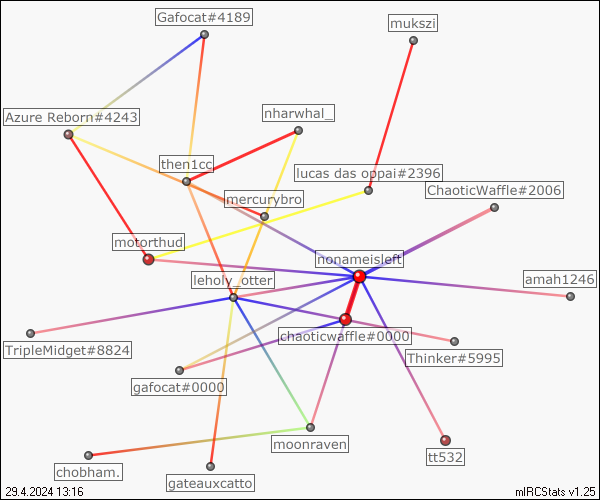 Gafocat#4189
mukszi
nharwhal_
Azure Reborn#4243
then1cc
lucas das oppai#2396
ChaoticWaffle#2006
mercurybro
motorthud
nonameisleft
leholy_otter
amah1246
chaoticwaffle#0000
TripleMidget#8824
Thinker#5995
gafocat#0000
moonraven
tt532
chobham.
gateauxcatto
29.4.2024 13:16
mIRCStats v1.25